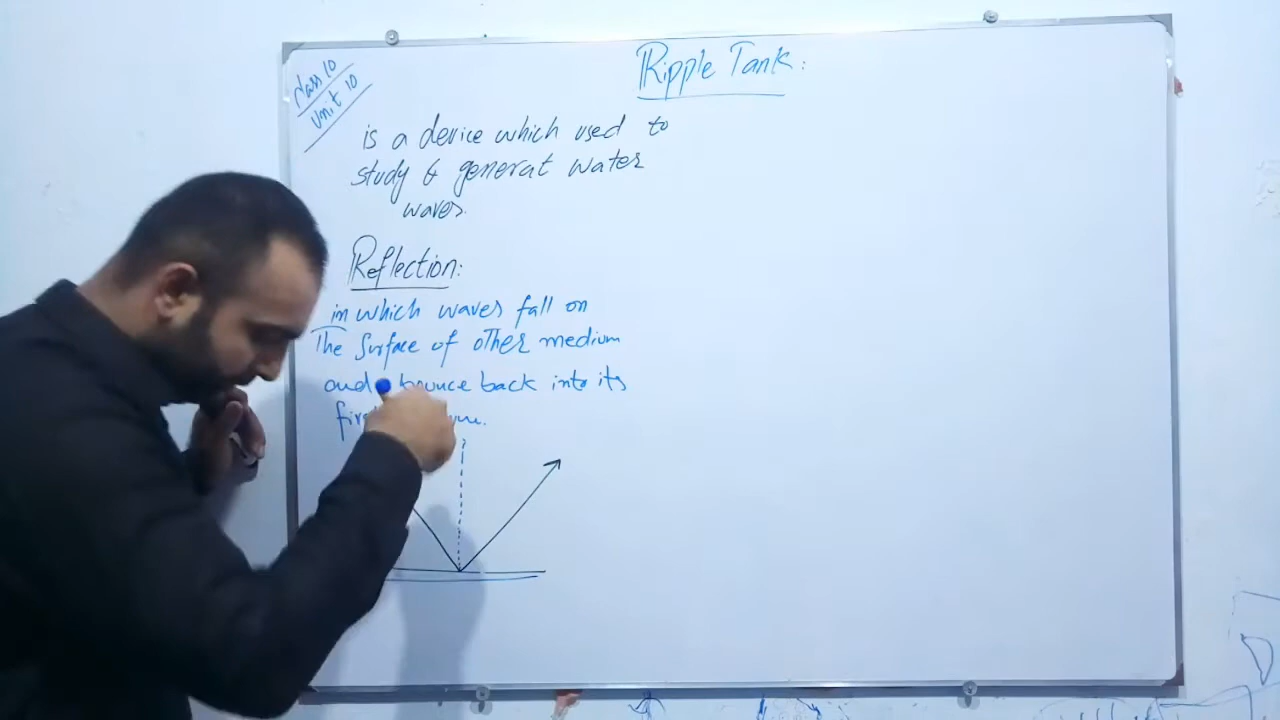 Class 10
Unit 10
Ripple Tank:
is a device which used to
study & generat water
waves.
Reflection:
in which waves fall on
The Surface of other medium
and bounce back into its